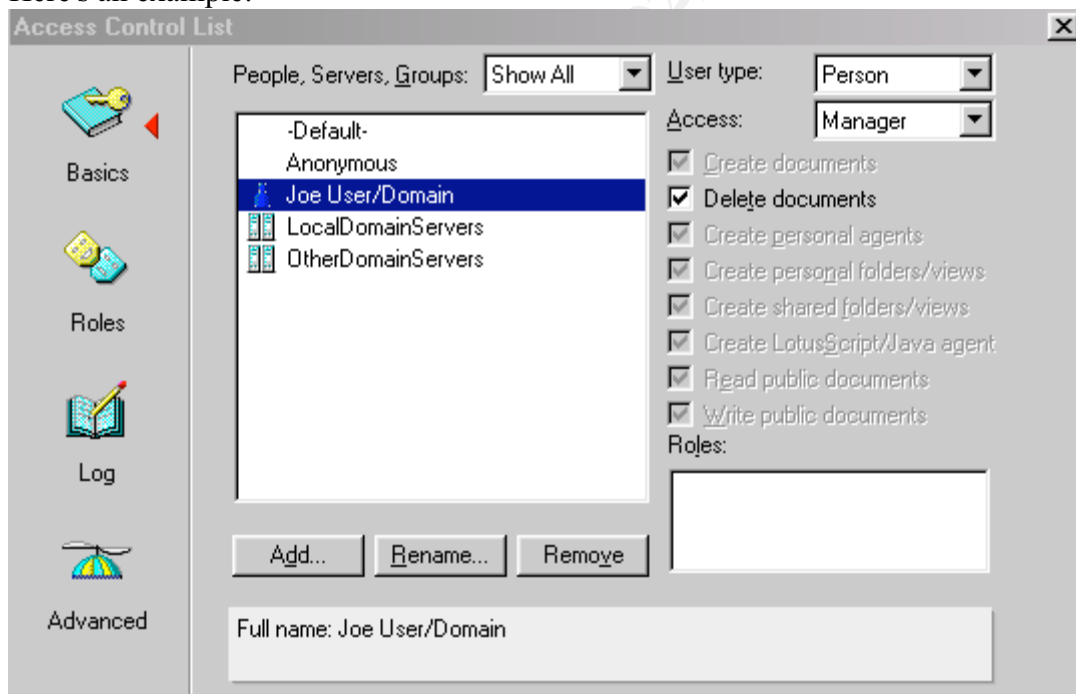 Here's an example:
Access Control List
Basics
Roles
Log
Advanced
People, Servers, Groups: Show All
-Default-
Anonymous
Joe User/Domain
LocalDomainServers
OtherDomainServers
Add... Rename... Remove
Full name: Joe User/Domain
User type: Person
Access: Manager
Create documents
Delete documents
Create personal agents
Create personal folders/views
Create shared folders/views
Create LotusScript/Java agent
Read public documents
Write public documents
Roles: